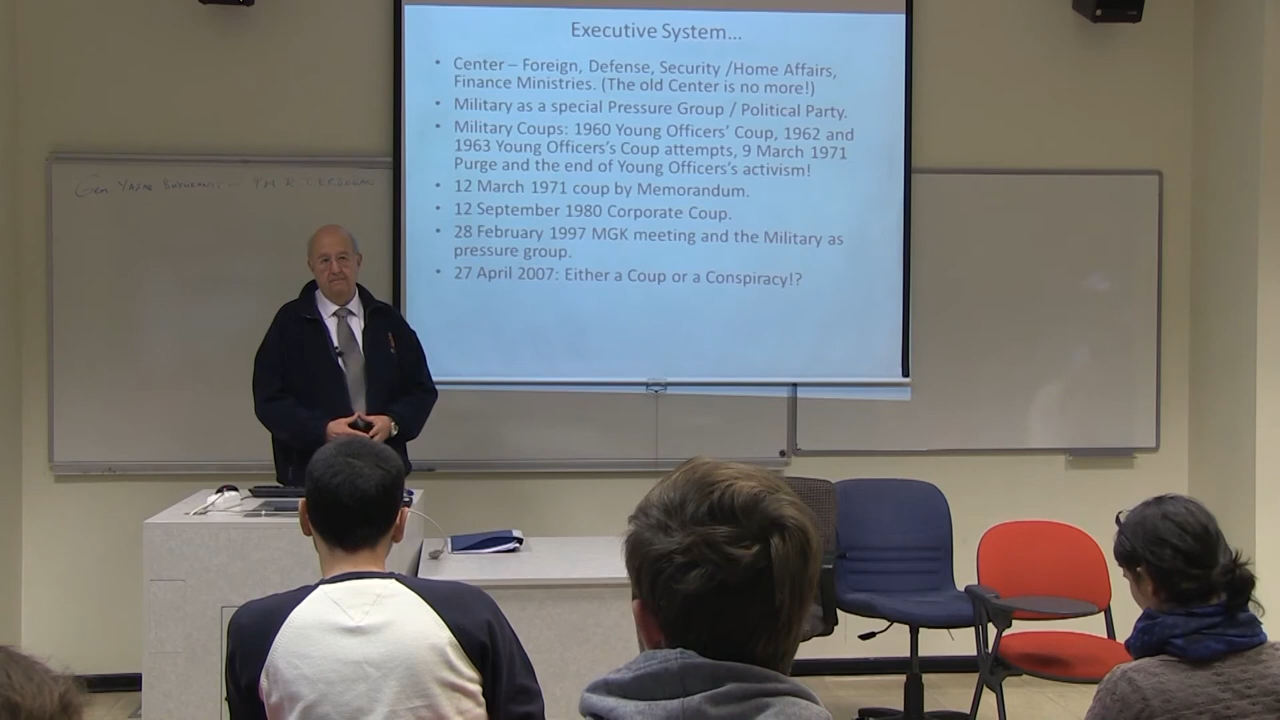 Executive System...
• Center – Foreign, Defense, Security /Home Affairs,
Finance Ministries. (The old Center is no more!)
• Military as a special Pressure Group / Political Party.
• Military Coups: 1960 Young Officers' Coup, 1962 and
1963 Young Officers's Coup attempts, 9 March 1971
Purge and the end of Young Officers's activism!
• 12 March 1971 coup by Memorandum.
• 12 September 1980 Corporate Coup.
• 28 February 1997 MGK meeting and the Military as
pressure group.
• 27 April 2007: Either a Coup or a Conspiracy!?
Gen YAŞAR